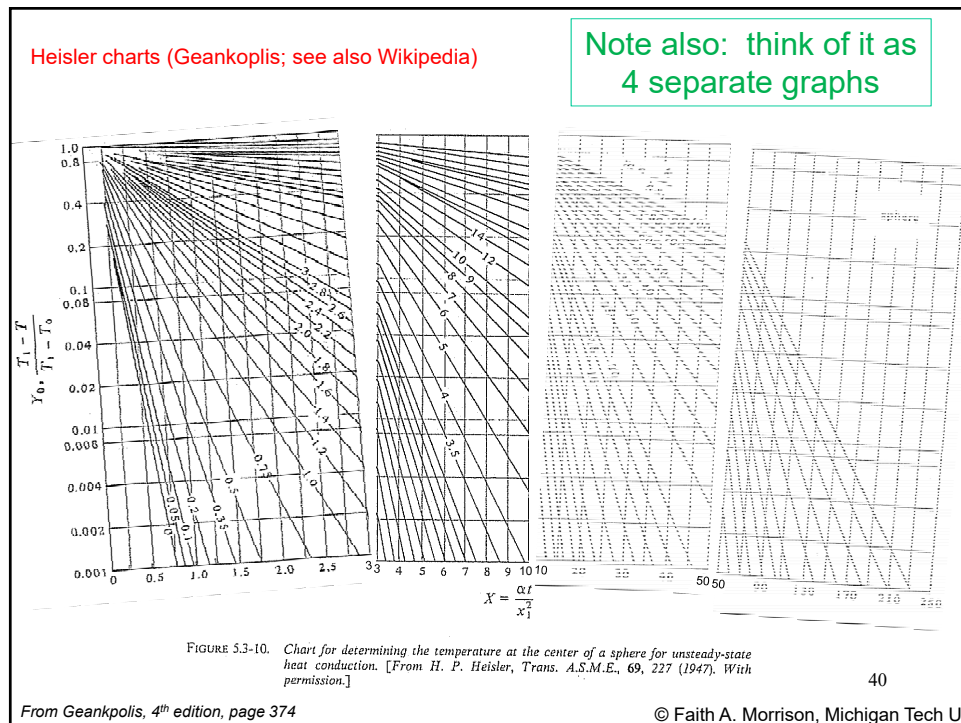 Heisler charts (Geankoplis; see also Wikipedia)
Note also: think of it as
4 separate graphs
1.0
0.8
0.4
0.2
0.1
0.08
0.04
0.02
0.01
0.008
0.004
0.002
0.001
Y₀, (T₁ − T)/(T₁ − T₀)
3
2.8
2.6
2.4
2.2
2.0
1.8
1.6
1.4
1.2
1.0
0.75
0.5
0.35
0.2
0.1
0.05
0
0 0.5 1.0 1.5 2.0 2.5 3
14
12
10
9
8
7
6
5
4
3.5
3 4 5 6 7 8 9 10
sphere
10 20 30 40 50
50 90 130 170 210 250
X = αt/x₁²
FIGURE 5.3-10. Chart for determining the temperature at the center of a sphere for unsteady-state
heat conduction. [From H. P. Heisler, Trans. A.S.M.E., 69, 227 (1947). With
permission.]
40
From Geankpolis, 4th edition, page 374
© Faith A. Morrison, Michigan Tech U